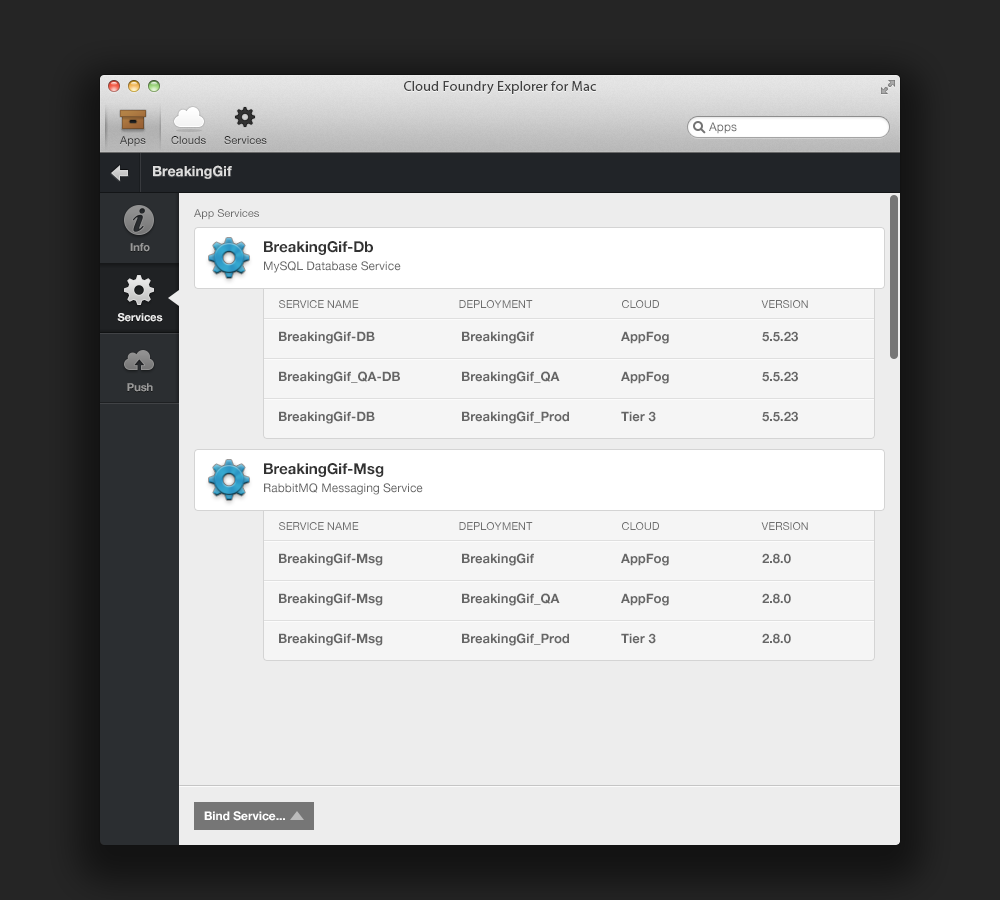 Cloud Foundry Explorer for Mac
Apps Clouds Services
Apps
BreakingGif
Info
Services
Push
App Services
BreakingGif-Db
MySQL Database Service
SERVICE NAME DEPLOYMENT CLOUD VERSION
BreakingGif-DB BreakingGif AppFog 5.5.23
BreakingGif_QA-DB BreakingGif_QA AppFog 5.5.23
BreakingGif-DB BreakingGif_Prod Tier 3 5.5.23
BreakingGif-Msg
RabbitMQ Messaging Service
SERVICE NAME DEPLOYMENT CLOUD VERSION
BreakingGif-Msg BreakingGif AppFog 2.8.0
BreakingGif-Msg BreakingGif_QA AppFog 2.8.0
BreakingGif-Msg BreakingGif_Prod Tier 3 2.8.0
Bind Service...